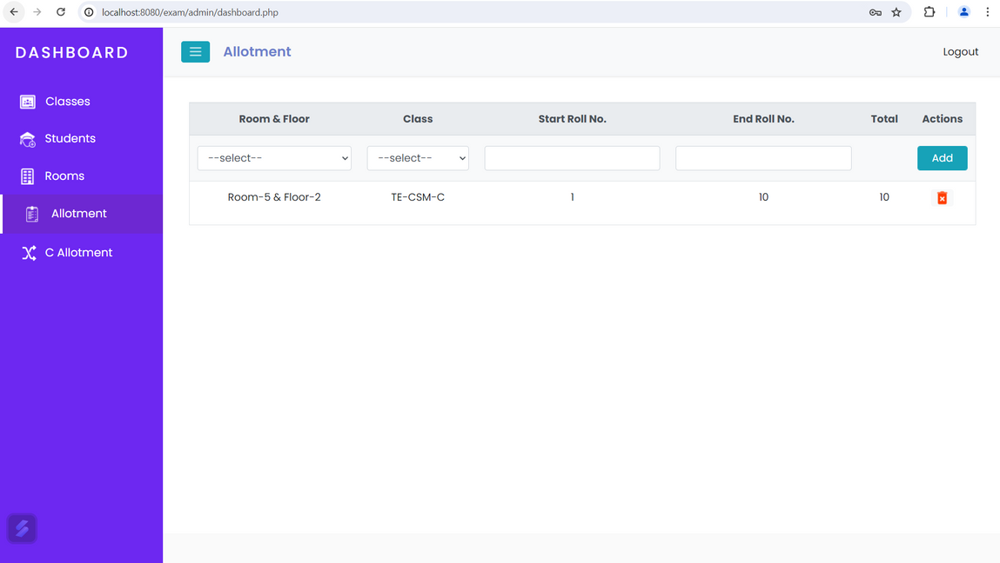 localhost:8080/exam/admin/dashboard.php
DASHBOARD
Allotment
Logout
Classes
Students
Rooms
Allotment
C Allotment
Room & Floor Class Start Roll No. End Roll No. Total Actions
--select-- --select-- Add
Room-5 & Floor-2 TE-CSM-C 1 10 10